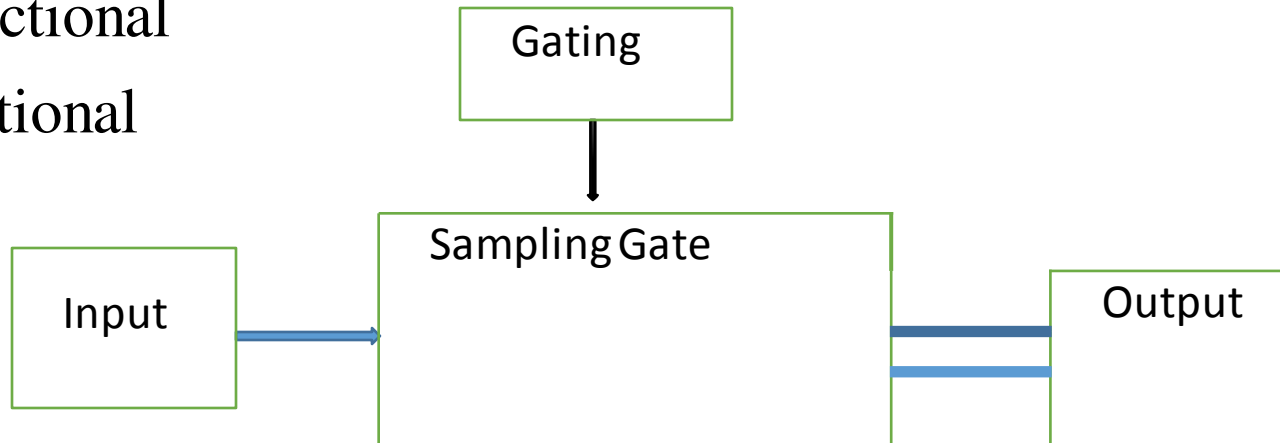 ctional
tional
Gating
Sampling Gate
Input
Output